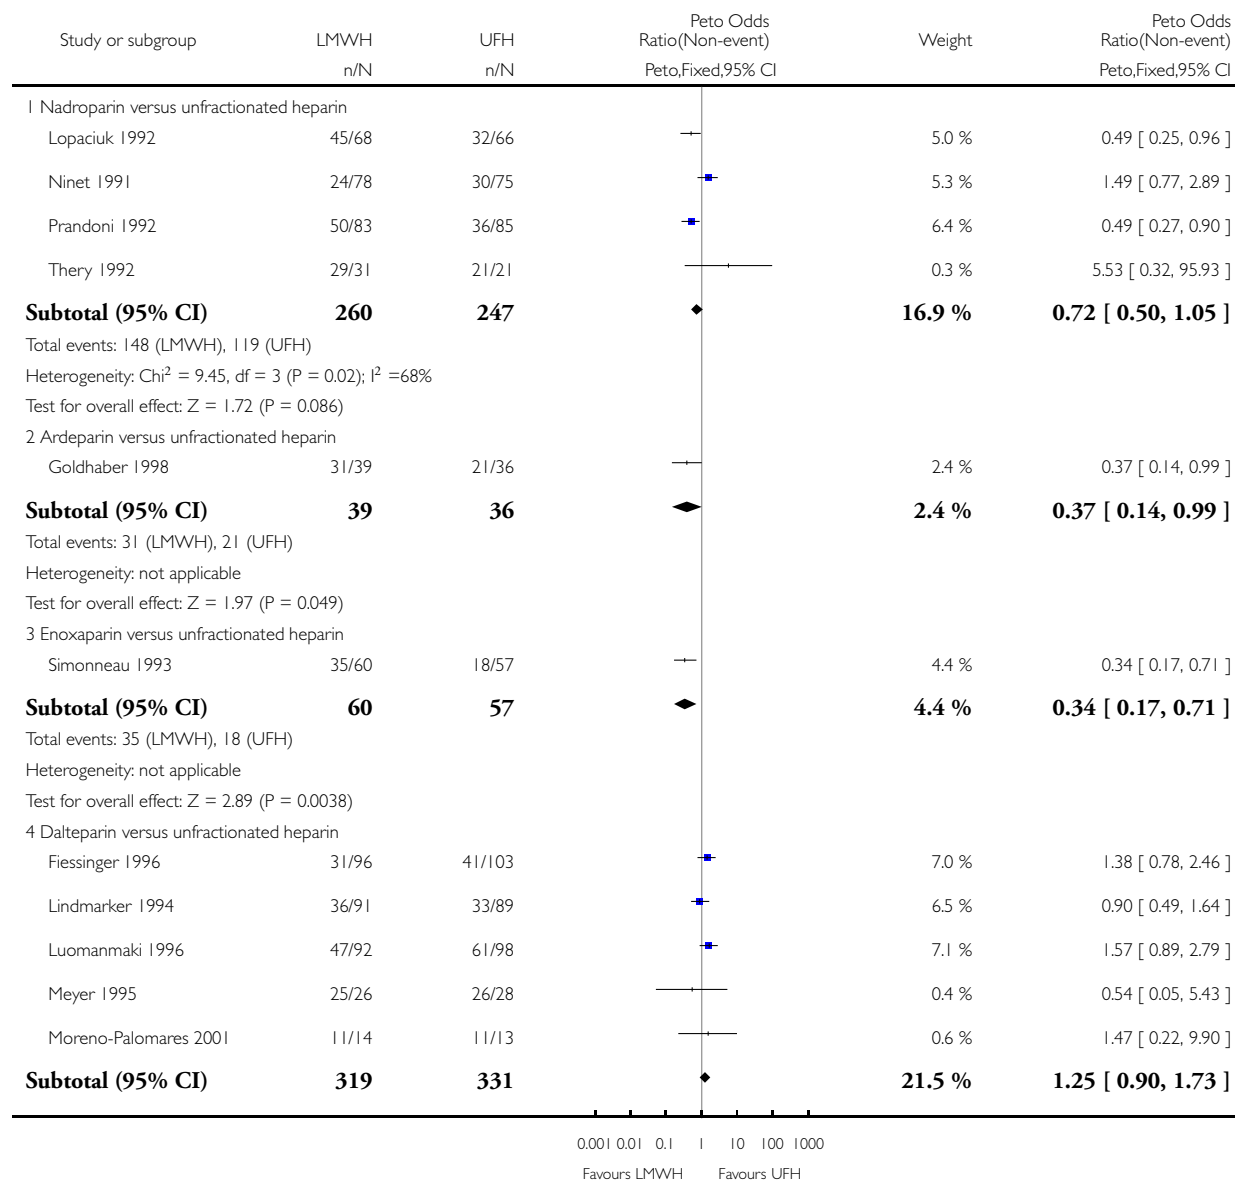 Study or subgroup LMWH UFH Peto Odds Ratio(Non-event) Weight Peto Odds Ratio(Non-event)
n/N n/N Peto,Fixed,95% CI Peto,Fixed,95% CI
1 Nadroparin versus unfractionated heparin
Lopaciuk 1992 45/68 32/66 5.0 % 0.49 [ 0.25, 0.96 ]
Ninet 1991 24/78 30/75 5.3 % 1.49 [ 0.77, 2.89 ]
Prandoni 1992 50/83 36/85 6.4 % 0.49 [ 0.27, 0.90 ]
Thery 1992 29/31 21/21 0.3 % 5.53 [ 0.32, 95.93 ]
Subtotal (95% CI) 260 247 16.9 % 0.72 [ 0.50, 1.05 ]
Total events: 148 (LMWH), 119 (UFH)
Heterogeneity: Chi² = 9.45, df = 3 (P = 0.02); I² =68%
Test for overall effect: Z = 1.72 (P = 0.086)
2 Ardeparin versus unfractionated heparin
Goldhaber 1998 31/39 21/36 2.4 % 0.37 [ 0.14, 0.99 ]
Subtotal (95% CI) 39 36 2.4 % 0.37 [ 0.14, 0.99 ]
Total events: 31 (LMWH), 21 (UFH)
Heterogeneity: not applicable
Test for overall effect: Z = 1.97 (P = 0.049)
3 Enoxaparin versus unfractionated heparin
Simonneau 1993 35/60 18/57 4.4 % 0.34 [ 0.17, 0.71 ]
Subtotal (95% CI) 60 57 4.4 % 0.34 [ 0.17, 0.71 ]
Total events: 35 (LMWH), 18 (UFH)
Heterogeneity: not applicable
Test for overall effect: Z = 2.89 (P = 0.0038)
4 Dalteparin versus unfractionated heparin
Fiessinger 1996 31/96 41/103 7.0 % 1.38 [ 0.78, 2.46 ]
Lindmarker 1994 36/91 33/89 6.5 % 0.90 [ 0.49, 1.64 ]
Luomanmaki 1996 47/92 61/98 7.1 % 1.57 [ 0.89, 2.79 ]
Meyer 1995 25/26 26/28 0.4 % 0.54 [ 0.05, 5.43 ]
Moreno-Palomares 2001 11/14 11/13 0.6 % 1.47 [ 0.22, 9.90 ]
Subtotal (95% CI) 319 331 21.5 % 1.25 [ 0.90, 1.73 ]
0.001 0.01 0.1 1 10 100 1000
Favours LMWH Favours UFH